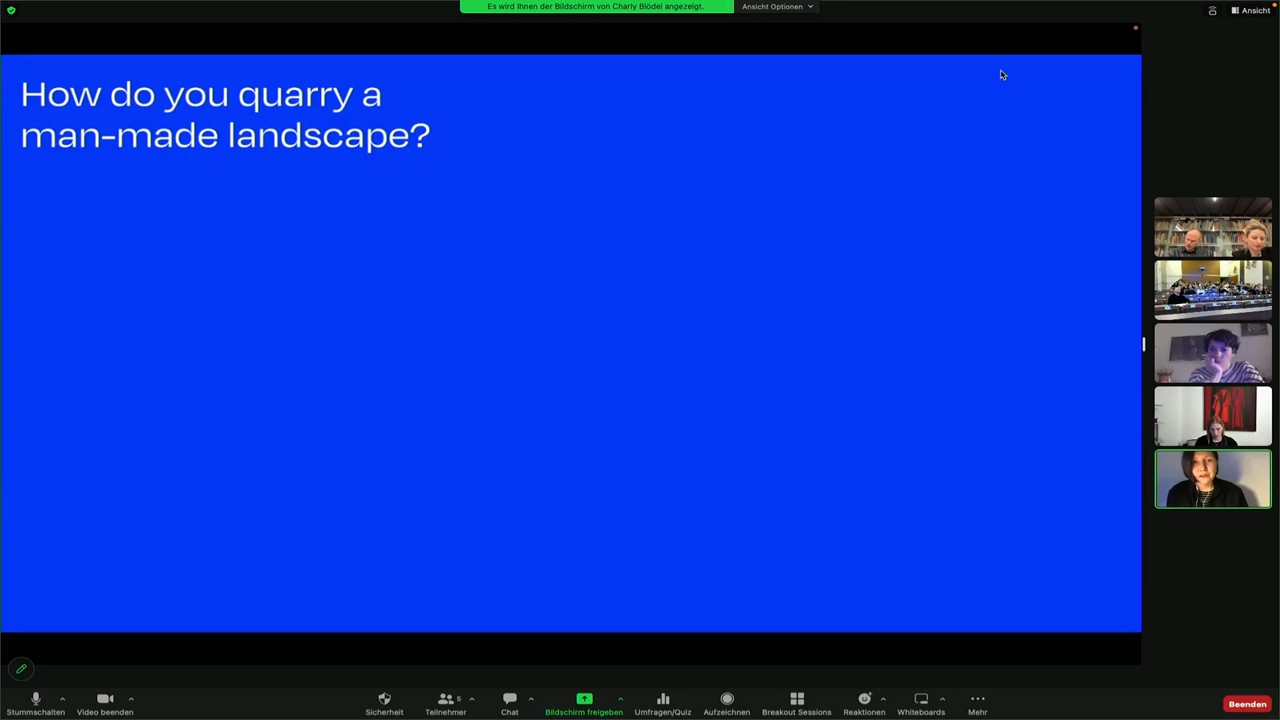 Es wird Ihnen der Bildschirm von Charly Blödel angezeigt.
Ansicht Optionen
Ansicht
How do you quarry a
man-made landscape?
Stummschalten
Video beenden
Sicherheit
6
Teilnehmer
Chat
Bildschirm freigeben
Umfragen/Quiz
Aufzeichnen
Breakout Sessions
Reaktionen
Whiteboards
Mehr
Beenden